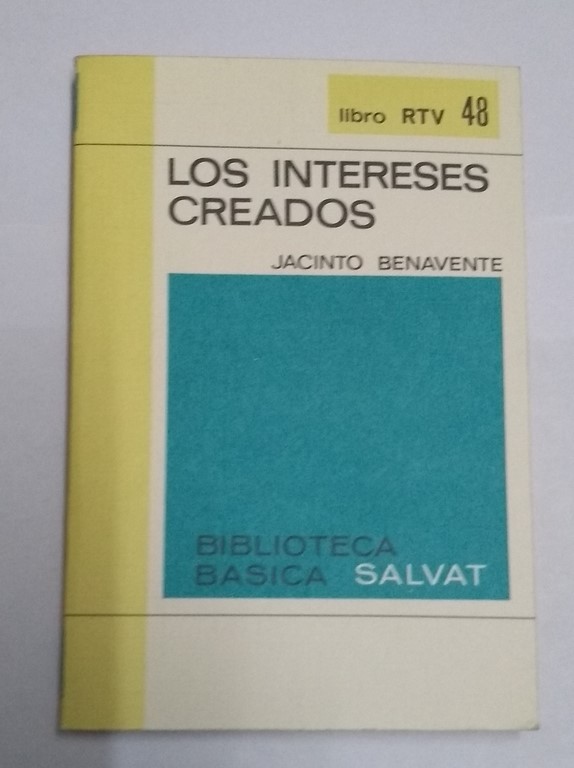 libro RTV 48
LOS INTERESES
CREADOS
JACINTO BENAVENTE
BIBLIOTECA
BASICA SALVAT